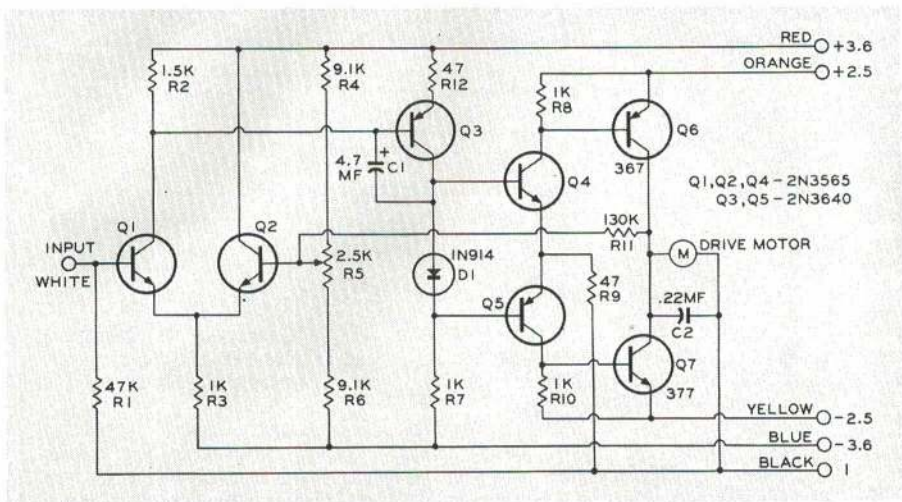 RED
+3.6
ORANGE
+2.5
1.5K
R2
9.1K
R4
47
R12
1K
R8
Q3
Q6
367
4.7
MF
+
C1
Q4
Q1,Q2,Q4-2N3565
Q3,Q5-2N3640
130K
R11
M
DRIVE MOTOR
INPUT
WHITE
Q1
Q2
2.5K
R5
IN914
D1
Q5
47
R9
.22MF
C2
Q7
377
47K
R1
1K
R3
9.1K
R6
1K
R7
1K
R10
YELLOW
-2.5
BLUE
-3.6
BLACK
1